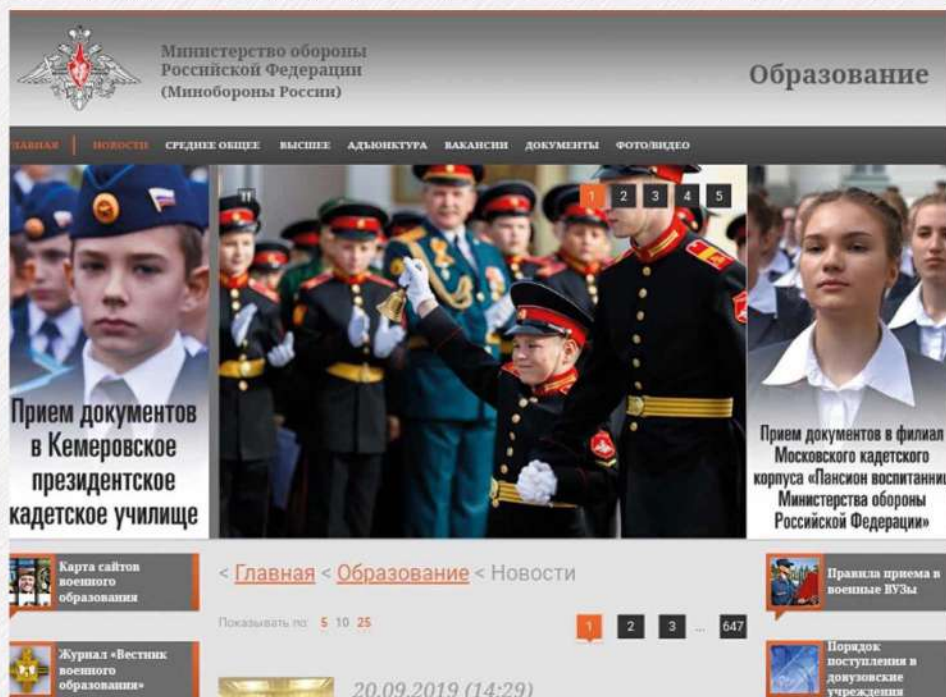 Министерство обороны
Российской Федерации
(Минобороны России)
Образование
ГЛАВНАЯ | НОВОСТИ СРЕДНЕЕ ОБЩЕЕ ВЫСШЕЕ АДЪЮНКТУРА ВАКАНСИИ ДОКУМЕНТЫ ФОТО/ВИДЕО
1 2 3 4 5
Прием документов
в Кемеровское
президентское
кадетское училище
Прием документов в филиал
Московского кадетского
корпуса «Пансион воспитанниц
Министерства обороны
Российской Федерации»
Карта сайтов
военного
образования
Журнал «Вестник
военного
образования»
< Главная < Образование < Новости
Показывать по: 5 10 25
1 2 3 ... 647
20.09.2019 (14:29)
Правила приема в
военные ВУЗы
Порядок
поступления в
довузовские
учреждения